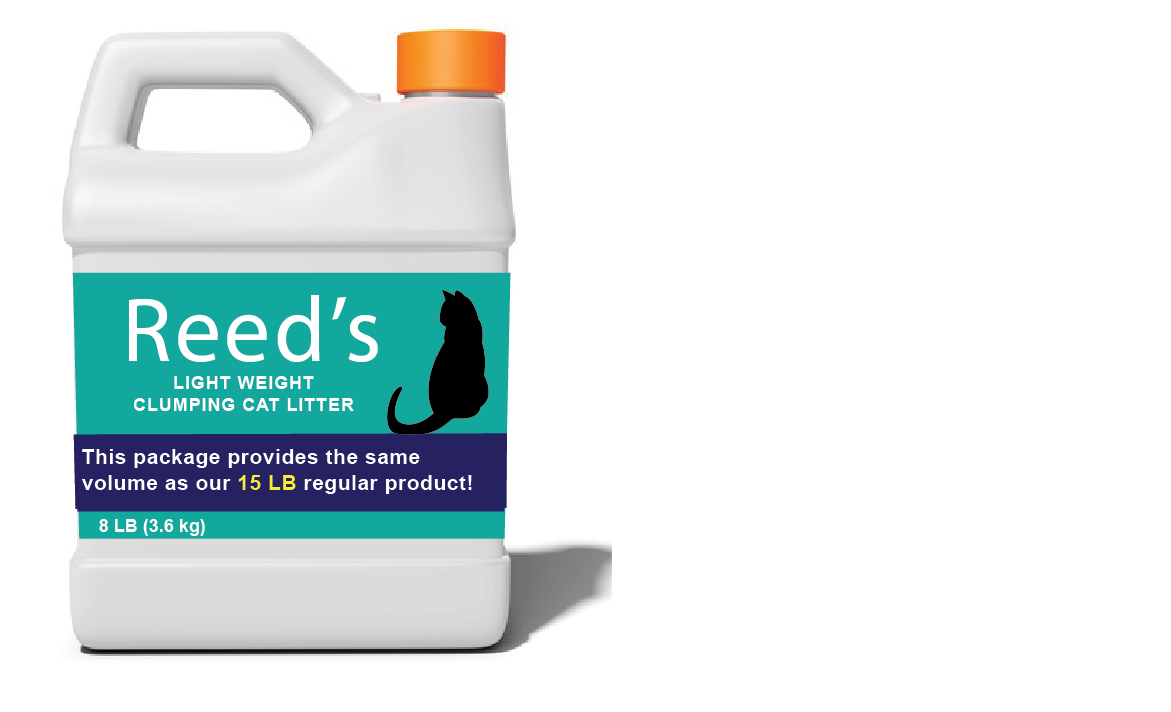 Reed's
LIGHT WEIGHT
CLUMPING CAT LITTER
This package provides the same
volume as our 15 LB regular product!
8 LB (3.6 kg)